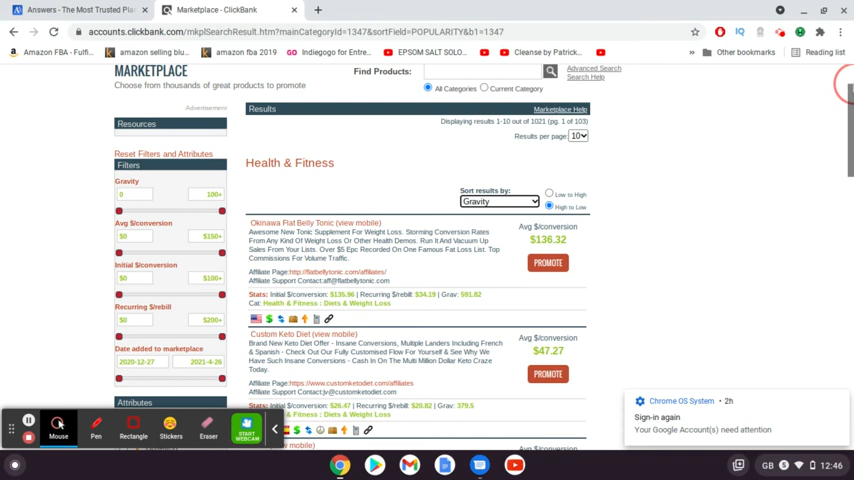 Answers - The Most Trusted Plac
Marketplace - ClickBank
accounts.clickbank.com/mkplSearchResult.htm?mainCategoryId=1347&sortField=POPULARITY&b1=1347
Amazon FBA - Fulfil...
amazon selling blu...
amazon fba 2019
Indiegogo for Entre...
EPSOM SALT SOLO...
Cleanse by Patrick...
»
Other bookmarks
Reading list
MARKETPLACE
Choose from thousands of great products to promote
Find Products:
Advanced Search
Search Help
All Categories
Current Category
Advertisement
Resources
Reset Filters and Attributes
Filters
Gravity
0
100+
Avg $/conversion
$0
$150+
Initial $/conversion
$0
$100+
Recurring $/rebill
$0
$200+
Date added to marketplace
2020-12-27
2021-4-26
Attributes
Results
Marketplace Help
Displaying results 1-10 out of 1021 (pg. 1 of 103)
Results per page:
10
Health & Fitness
Sort results by:
Gravity
Low to High
High to Low
Okinawa Flat Belly Tonic (view mobile)
Awesome New Tonic Supplement For Weight Loss. Storming Conversion Rates
From Any Kind Of Weight Loss Or Other Health Demos. Run It And Vacuum Up
Sales From Your Lists. Over $5 Epc Recorded On One Famous Fat Loss List. Top
Commissions For Volume Traffic.
Affiliate Page:http://flatbellytonic.com/affiliates/
Affiliate Support Contact:aff@flatbellytonic.com
Stats: Initial $/conversion: $135.96 | Recurring $/rebill: $34.19 | Grav: 591.82
Cat: Health & Fitness : Diets & Weight Loss
Avg $/conversion
$136.32
PROMOTE
Custom Keto Diet (view mobile)
Brand New Keto Diet Offer - Insane Conversions, Multiple Landers Including French
& Spanish - Check Out Our Fully Customised Flow For Yourself & See Why We
Have Such Insane Conversions - Cash In On The Multi Million Dollar Keto Craze
Today.
Affiliate Page:https://www.customketodiet.com/affiliates
Affiliate Support Contact:jv@customketodiet.com
Stats: Initial $/conversion: $26.47 | Recurring $/rebill: $20.82 | Grav: 379.5
: Diets & Weight Loss
Avg $/conversion
$47.27
PROMOTE
mobile)
Avg $/conversion
Mouse
Pen
Rectangle
Stickers
Eraser
START
WEBCAM
Chrome OS System • 2h
Sign-in again
Your Google Account(s) need attention
GB
12:46